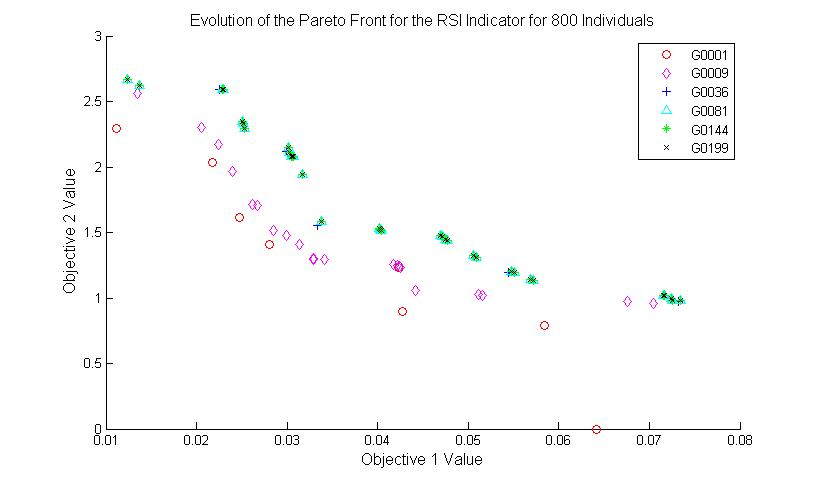 Evolution of the Pareto Front for the RSI Indicator for 800 Individuals
3
2.5
2
1.5
1
0.5
0
Objective 2 Value
0.01 0.02 0.03 0.04 0.05 0.06 0.07 0.08
Objective 1 Value
G0001
G0009
G0036
G0081
G0144
G0199